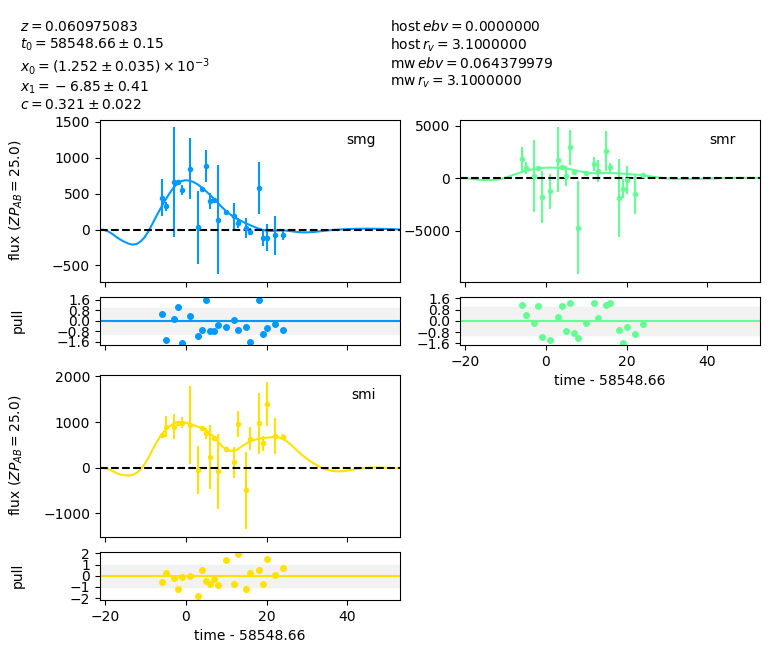 z = 0.060975083
t₀ = 58548.66 ± 0.15
x₀ = (1.252 ± 0.035) × 10⁻³
x₁ = −6.85 ± 0.41
c = 0.321 ± 0.022
host ebv = 0.0000000
host r_v = 3.1000000
mw ebv = 0.064379979
mw r_v = 3.1000000
flux (ZP_AB = 25.0)
1500
1000
500
0
−500
smg
5000
0
−5000
smr
pull
1.6
0.8
0.0
−0.8
−1.6
1.6
0.8
0.0
−0.8
−1.6
−20
0
20
40
time - 58548.66
flux (ZP_AB = 25.0)
2000
1000
0
−1000
smi
pull
2
1
0
−1
−2
−20
0
20
40
time - 58548.66